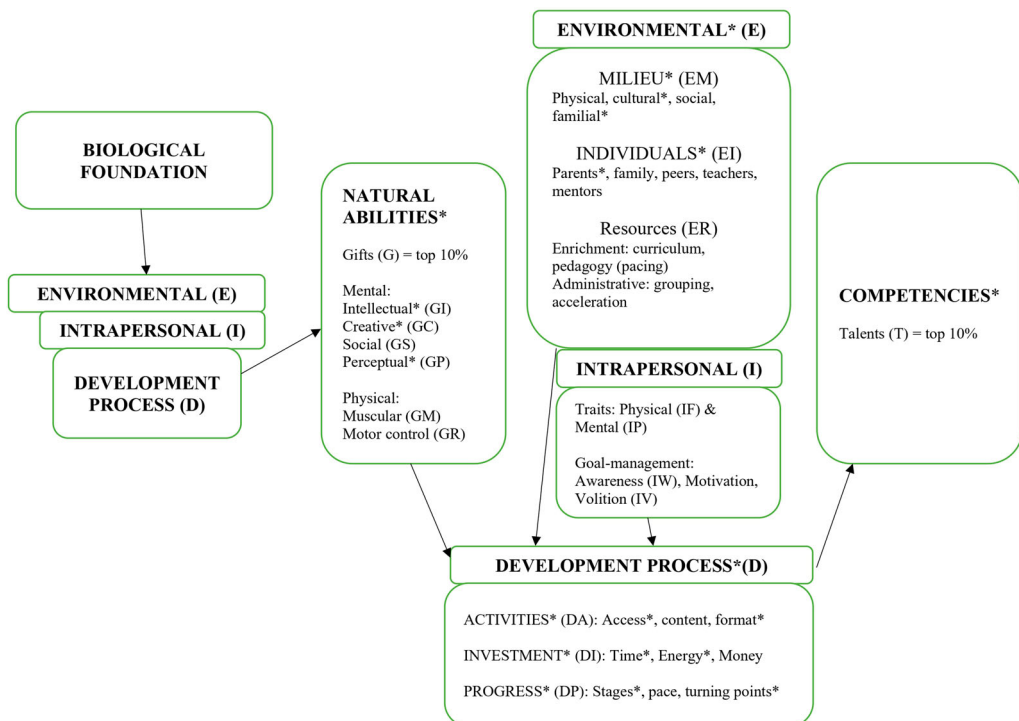 BIOLOGICAL
FOUNDATION
ENVIRONMENTAL (E)
INTRAPERSONAL (I)
DEVELOPMENT
PROCESS (D)
NATURAL
ABILITIES*
Gifts (G) = top 10%
Mental:
Intellectual* (GI)
Creative* (GC)
Social (GS)
Perceptual* (GP)
Physical:
Muscular (GM)
Motor control (GR)
ENVIRONMENTAL* (E)
MILIEU* (EM)
Physical, cultural*, social,
familial*
INDIVIDUALS* (EI)
Parents*, family, peers, teachers,
mentors
Resources (ER)
Enrichment: curriculum,
pedagogy (pacing)
Administrative: grouping,
acceleration
INTRAPERSONAL (I)
Traits: Physical (IF) &
Mental (IP)
Goal-management:
Awareness (IW), Motivation,
Volition (IV)
DEVELOPMENT PROCESS*(D)
ACTIVITIES* (DA): Access*, content, format*
INVESTMENT* (DI): Time*, Energy*, Money
PROGRESS* (DP): Stages*, pace, turning points*
COMPETENCIES*
Talents (T) = top 10%